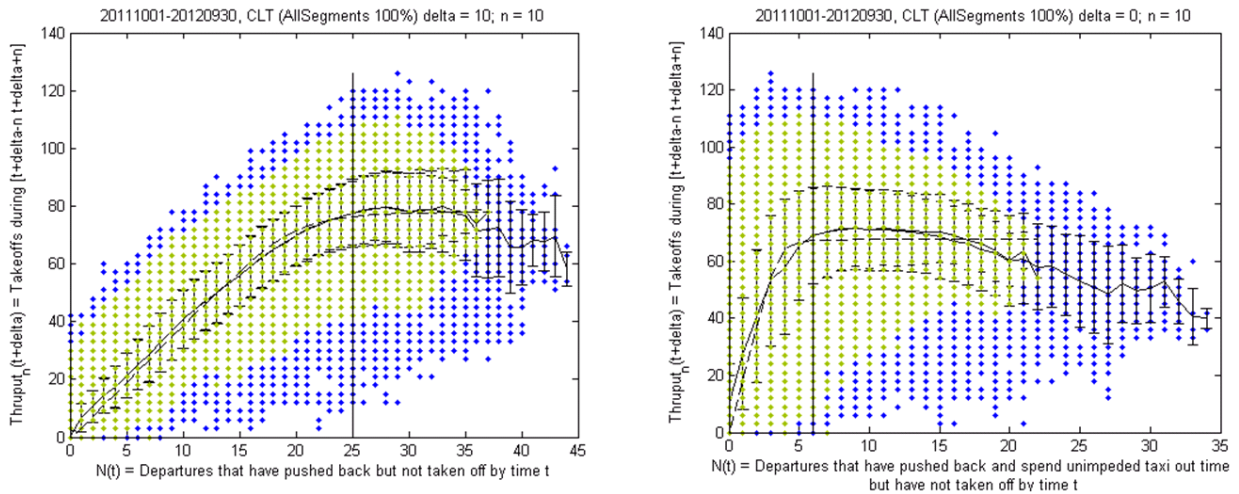 20111001-20120930, CLT (AllSegments 100%) delta = 10; n = 10
140
120
100
80
60
40
20
0
Thruput_n(t+delta) = Takeoffs during [t+delta-n t+delta+n]
0 5 10 15 20 25 30 35 40 45
N(t) = Departures that have pushed back but not taken off by time t
20111001-20120930, CLT (AllSegments 100%) delta = 0; n = 10
140
120
100
80
60
40
20
0
Thruput_n(t+delta) = Takeoffs during [t+delta-n t+delta+n]
0 5 10 15 20 25 30 35
N(t) = Departures that have pushed back and spend unimpeded taxi out time
but have not taken off by time t